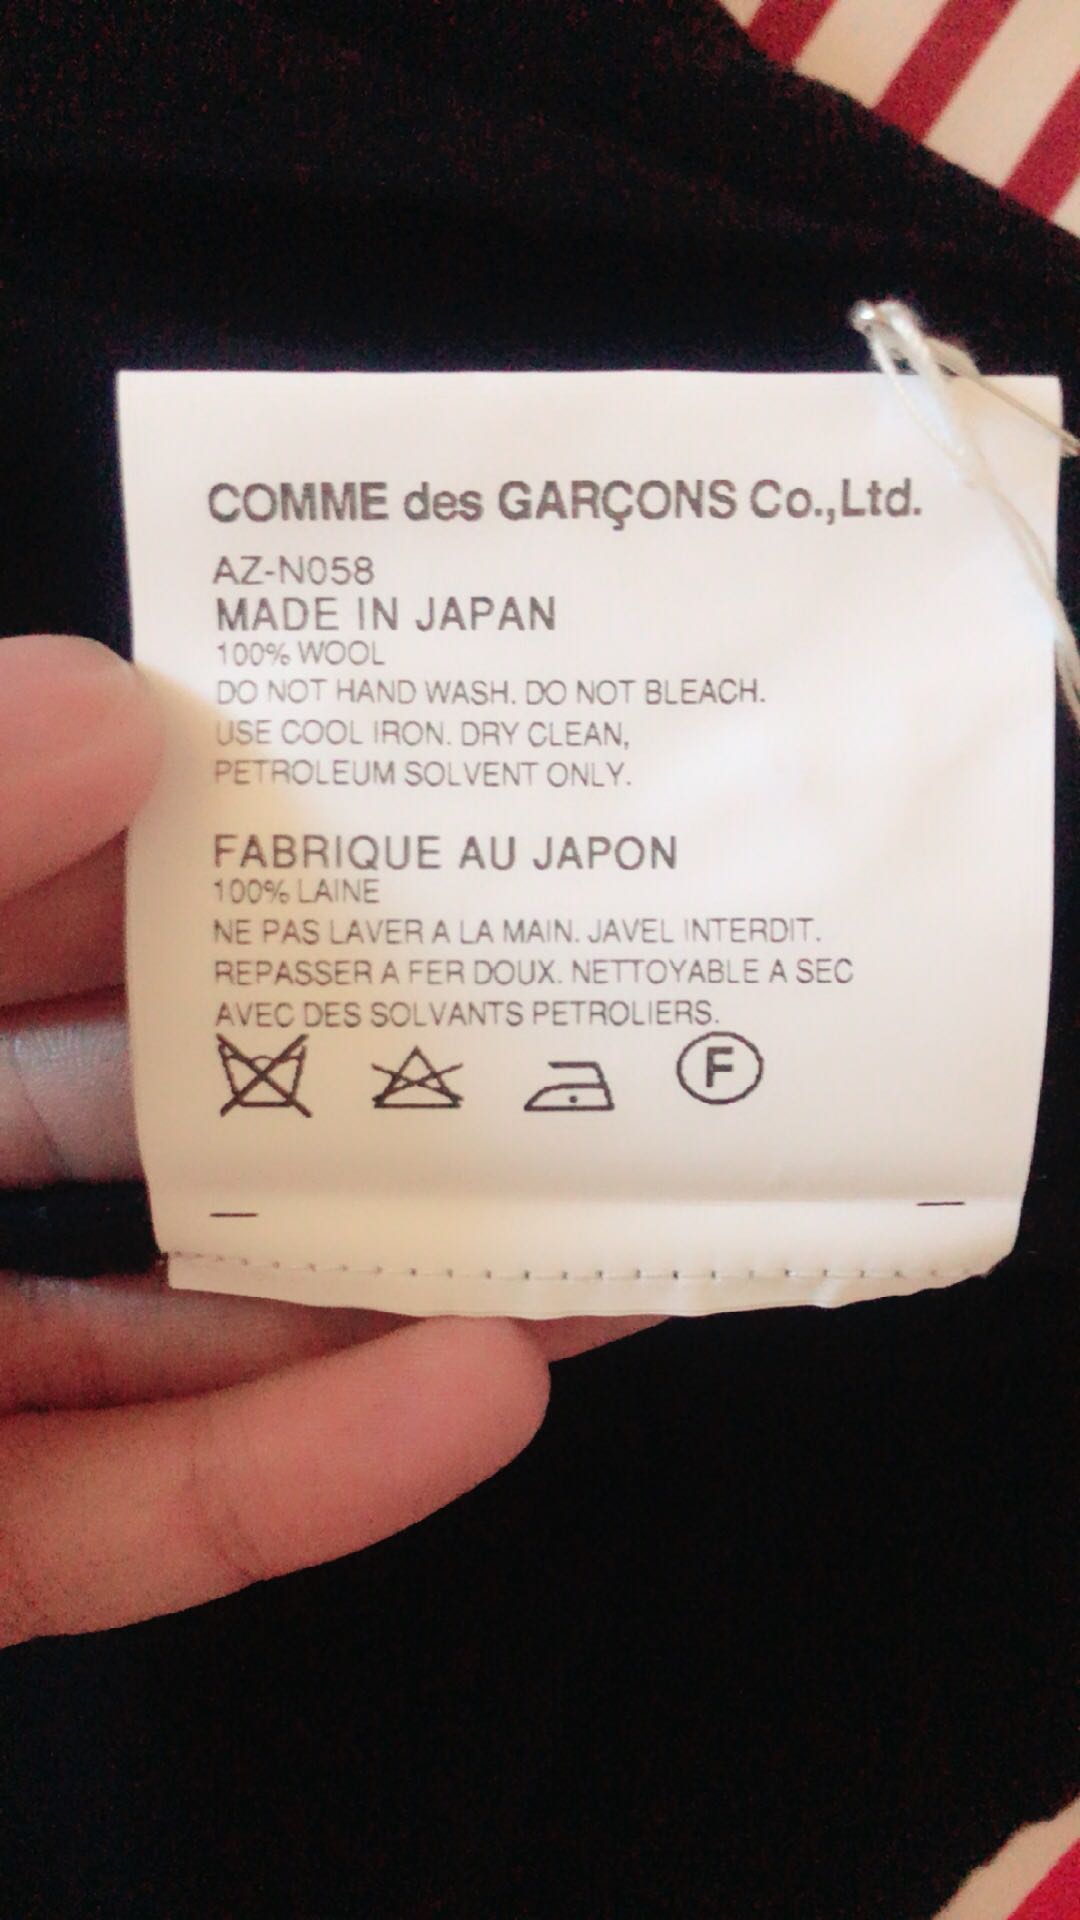 COMME des GARÇONS Co.,Ltd.
AZ-N058
MADE IN JAPAN
100% WOOL
DO NOT HAND WASH. DO NOT BLEACH.
USE COOL IRON. DRY CLEAN,
PETROLEUM SOLVENT ONLY.
FABRIQUE AU JAPON
100% LAINE
NE PAS LAVER A LA MAIN. JAVEL INTERDIT.
REPASSER A FER DOUX. NETTOYABLE A SEC
AVEC DES SOLVANTS PETROLIERS.
F